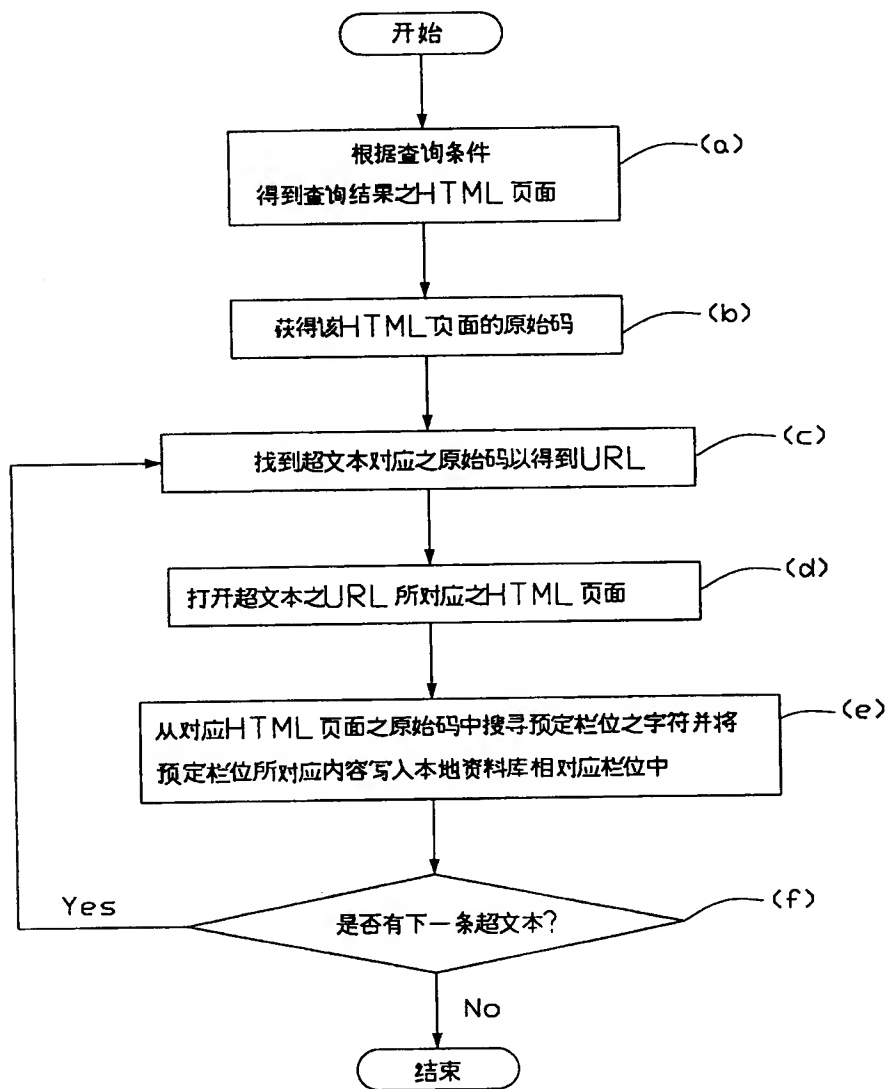 开始
根据查询条件
得到查询结果之HTML页面
(a)
获得该HTML页面的原始码
(b)
找到超文本对应之原始码以得到URL
(c)
打开超文本之URL所对应之HTML页面
(d)
从对应HTML页面之原始码中搜寻预定栏位之字符并将
预定栏位所对应内容写入本地资料库相对应栏位中
(e)
Yes
是否有下一条超文本?
(f)
No
结束